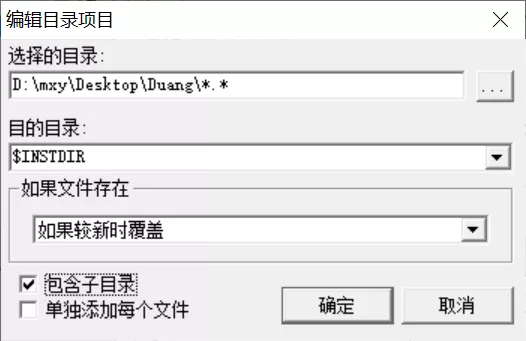 编辑目录项目
选择的目录:
D:\mxy\Desktop\Duang\*.*
...
目的目录:
$INSTDIR
如果文件存在
如果较新时覆盖
包含子目录
单独添加每个文件
确定
取消